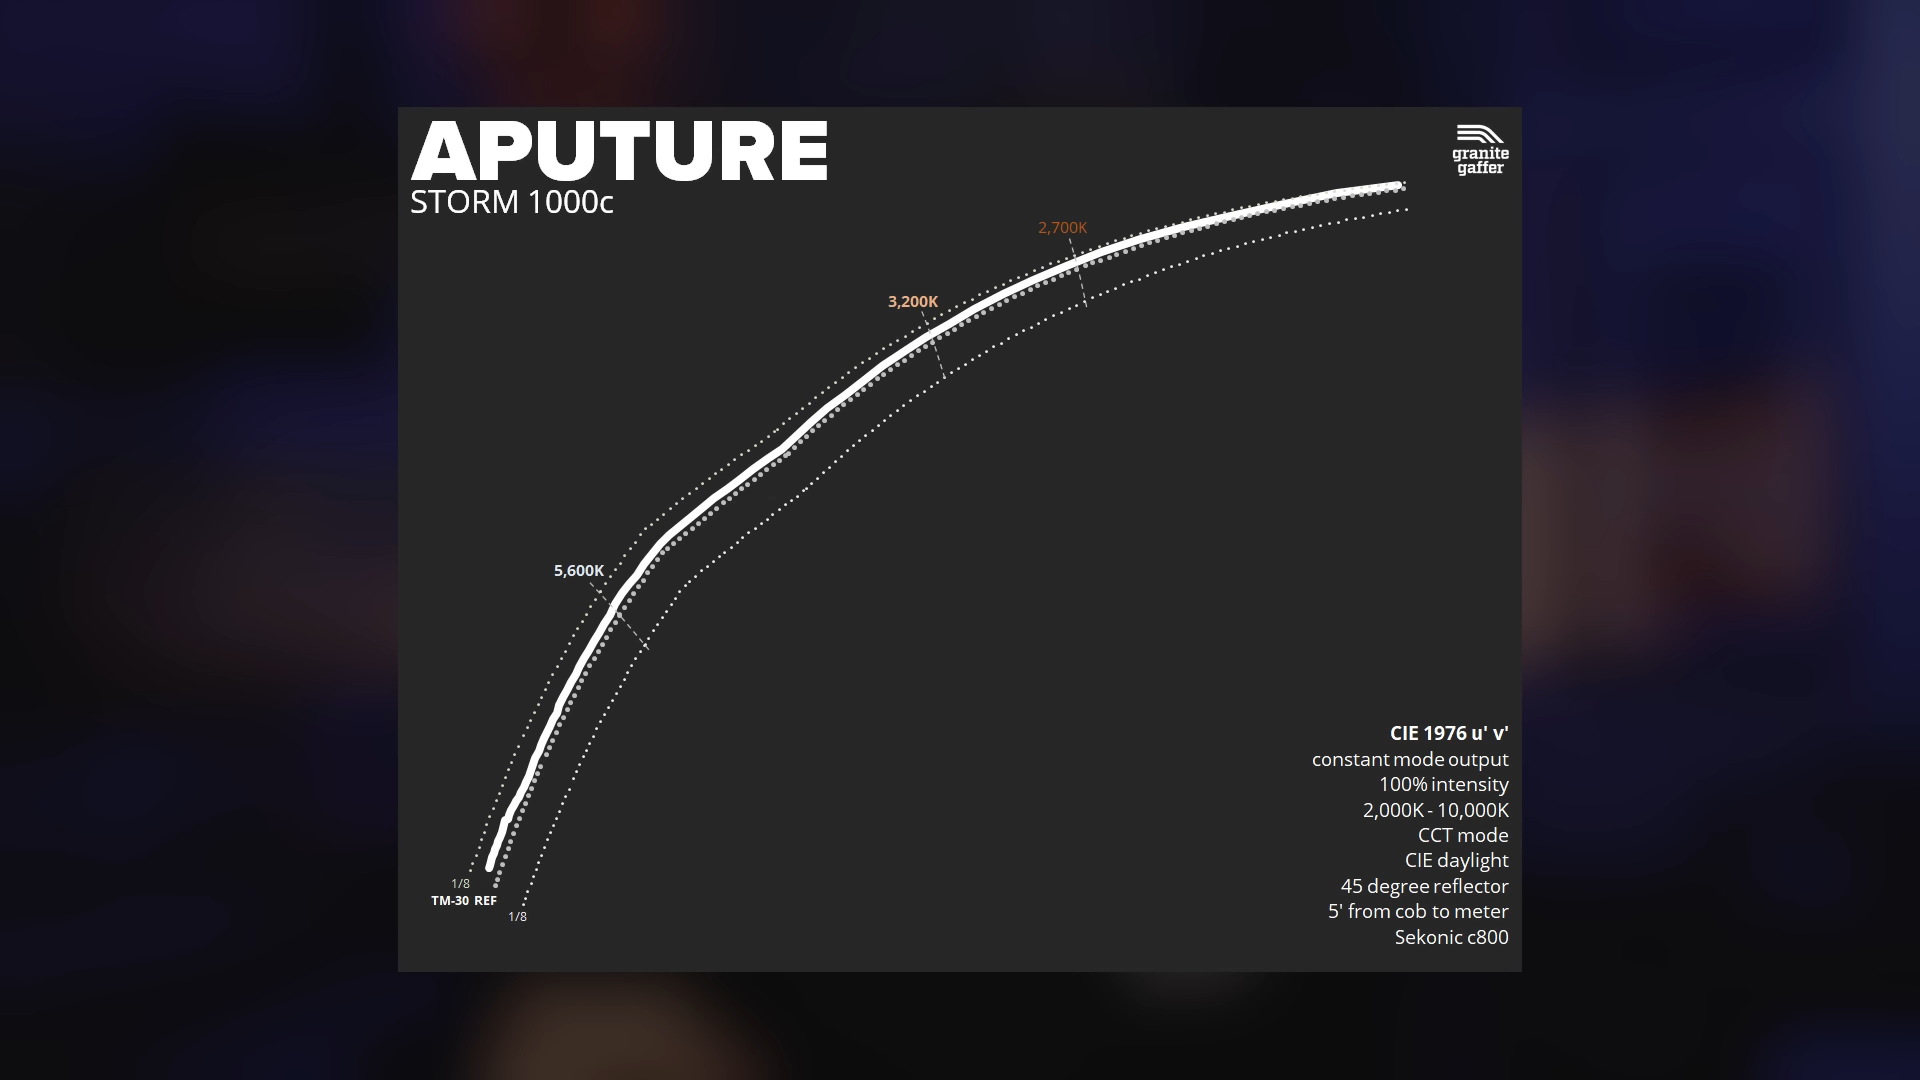 APUTURE
STORM 1000c
granite
gaffer
2,700K
3,200K
5,600K
1/8
TM-30 REF
1/8
CIE 1976 u' v'
constant mode output
100% intensity
2,000K - 10,000K
CCT mode
CIE daylight
45 degree reflector
5' from cob to meter
Sekonic c800